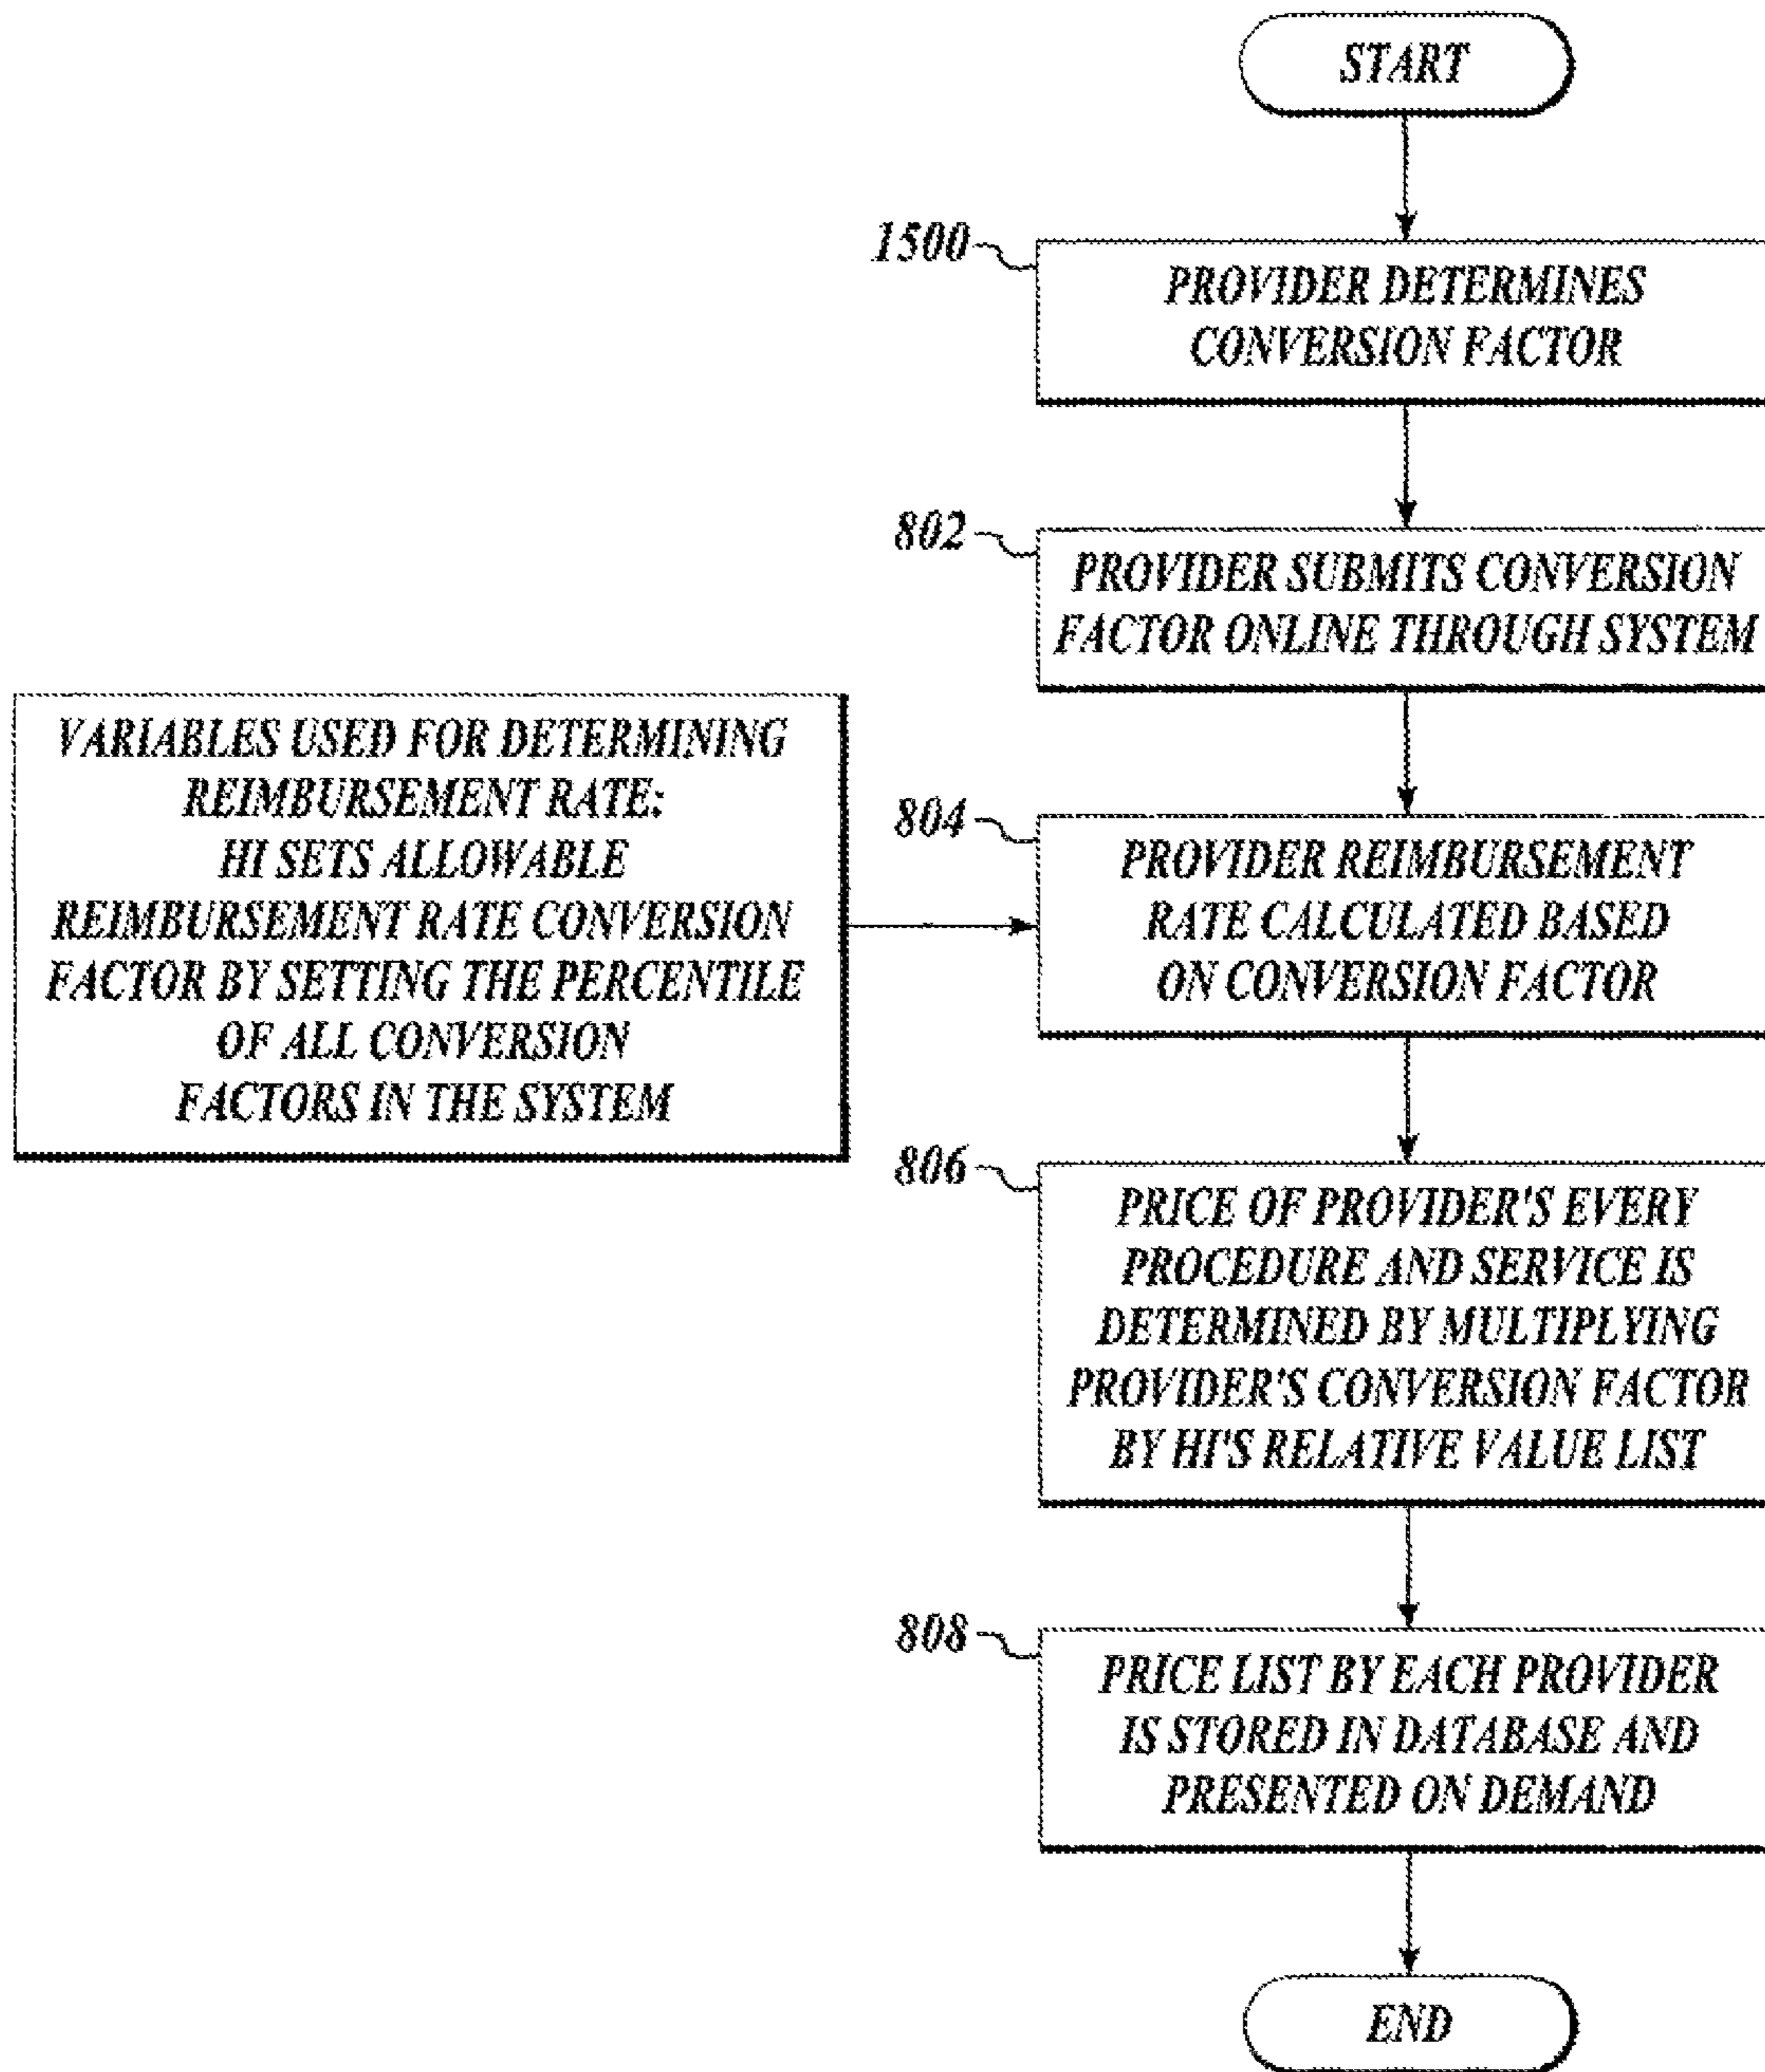 START
1500
PROVIDER DETERMINES
CONVERSION FACTOR
802
PROVIDER SUBMITS CONVERSION
FACTOR ONLINE THROUGH SYSTEM
VARIABLES USED FOR DETERMINING
REIMBURSEMENT RATE:
HI SETS ALLOWABLE
REIMBURSEMENT RATE CONVERSION
FACTOR BY SETTING THE PERCENTILE
OF ALL CONVERSION
FACTORS IN THE SYSTEM
804
PROVIDER REIMBURSEMENT
RATE CALCULATED BASED
ON CONVERSION FACTOR
806
PRICE OF PROVIDER'S EVERY
PROCEDURE AND SERVICE IS
DETERMINED BY MULTIPLYING
PROVIDER'S CONVERSION FACTOR
BY HI'S RELATIVE VALUE LIST
808
PRICE LIST BY EACH PROVIDER
IS STORED IN DATABASE AND
PRESENTED ON DEMAND
END